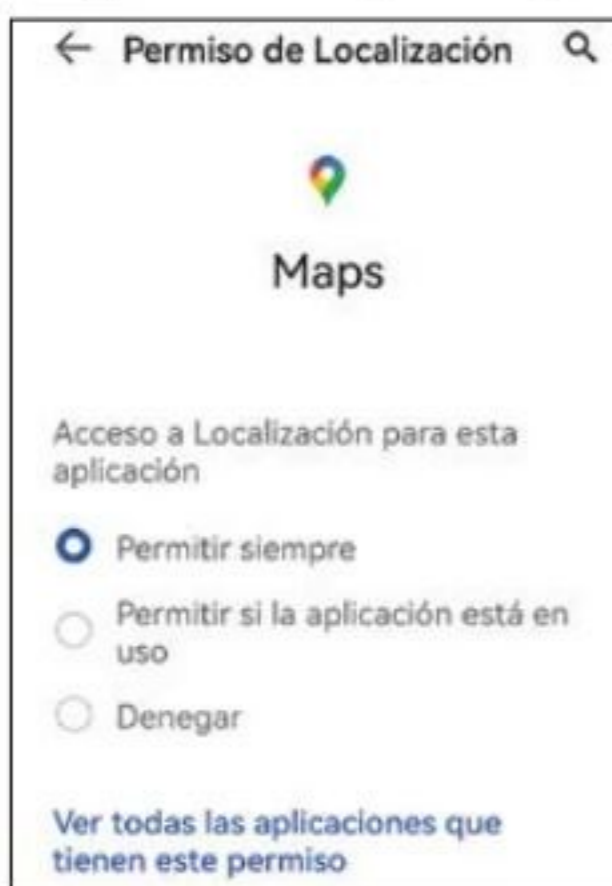 Permiso de Localización
Maps
Acceso a Localización para esta
aplicación
Permitir siempre
Permitir si la aplicación está en
uso
Denegar
Ver todas las aplicaciones que
tienen este permiso